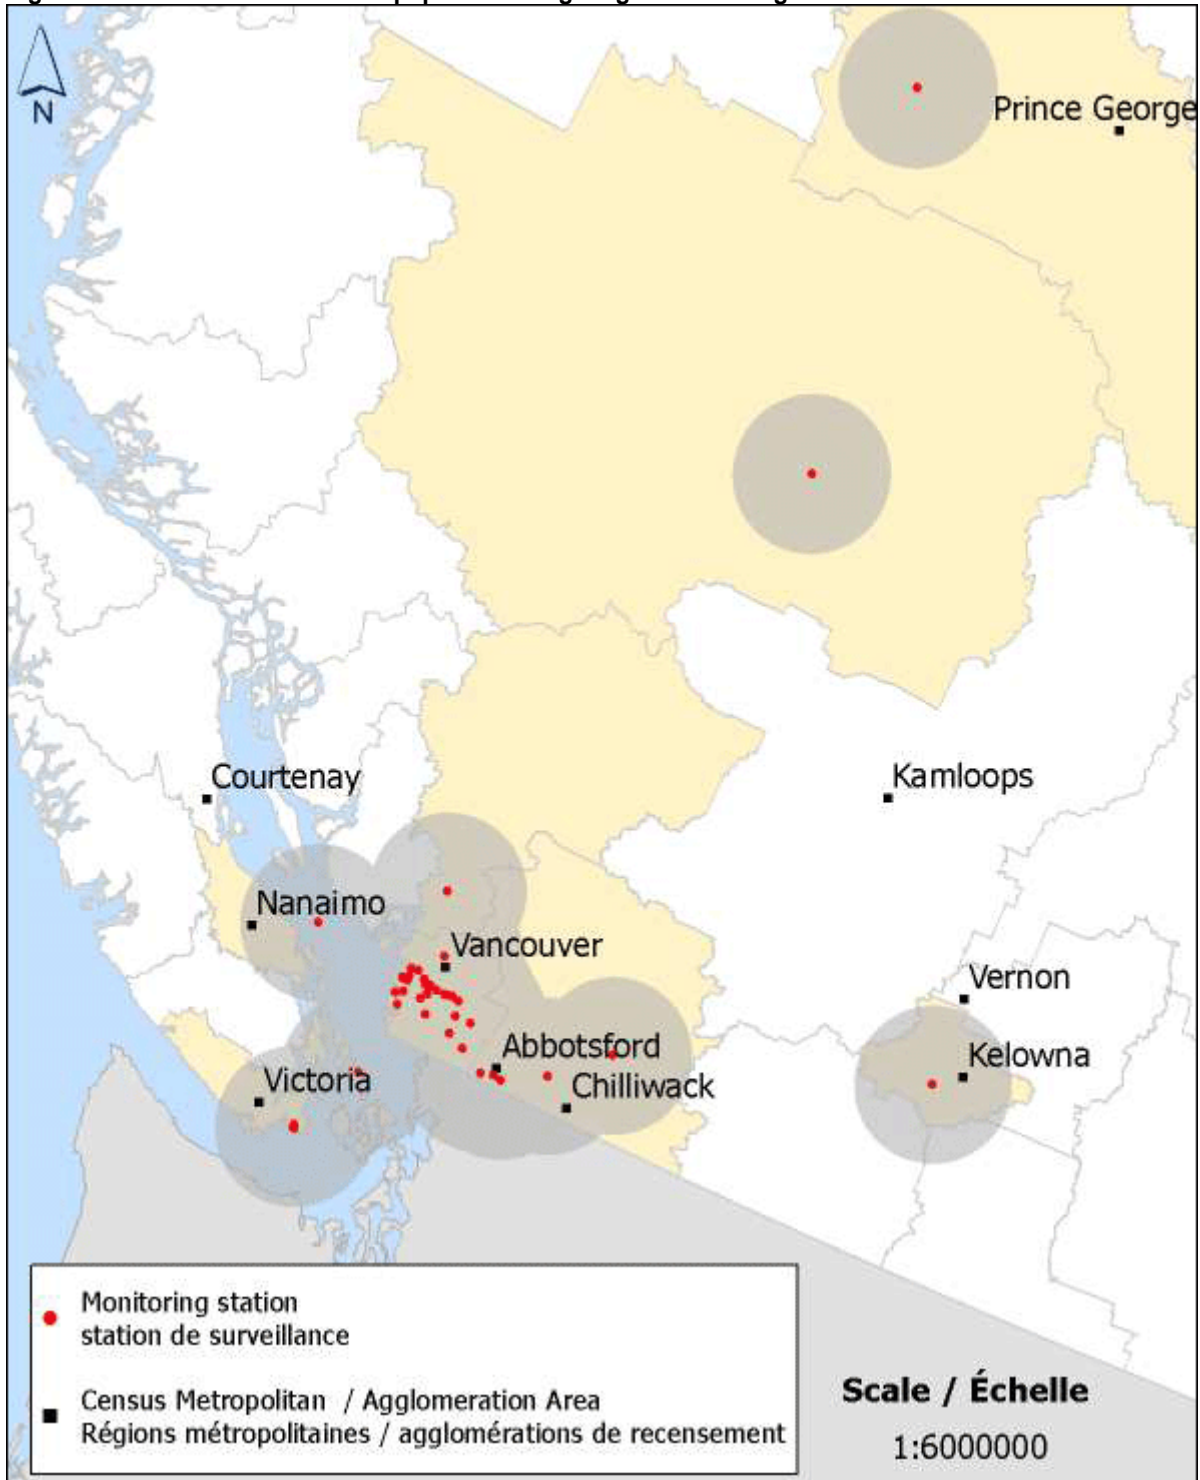 N
Prince George
Courtenay
Kamloops
Nanaimo
Vancouver
Vernon
Abbotsford
Kelowna
Victoria
Chilliwack
Monitoring station
station de surveillance
Census Metropolitan / Agglomeration Area
Régions métropolitaines / agglomérations de recensement
Scale / Échelle
1:6000000